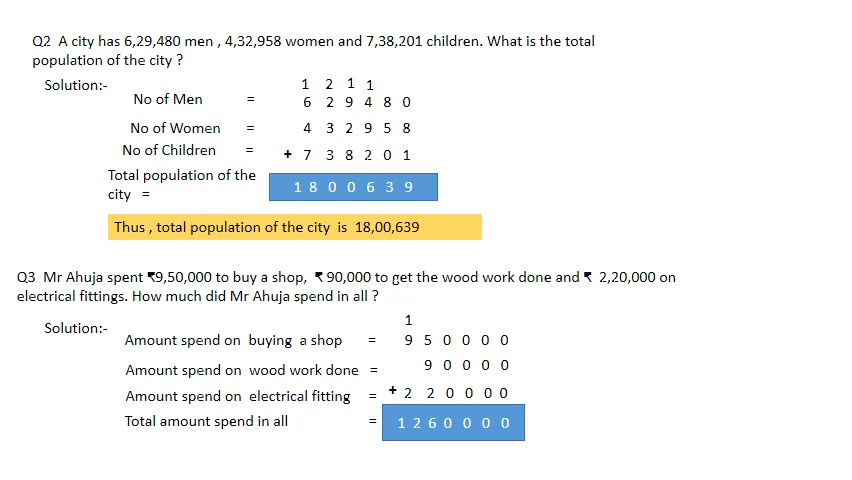 Q2 A city has 6,29,480 men , 4,32,958 women and 7,38,201 children. What is the total
population of the city ?
Solution:-
1 2 1 1
No of Men = 6 2 9 4 8 0
No of Women = 4 3 2 9 5 8
No of Children = + 7 3 8 2 0 1
Total population of the
city = 1 8 0 0 6 3 9
Thus , total population of the city is 18,00,639
Q3 Mr Ahuja spent ₹9,50,000 to buy a shop, ₹ 90,000 to get the wood work done and ₹ 2,20,000 on
electrical fittings. How much did Mr Ahuja spend in all ?
Solution:-
1
Amount spend on buying a shop = 9 5 0 0 0 0
Amount spend on wood work done = 9 0 0 0 0
Amount spend on electrical fitting = + 2 2 0 0 0 0
Total amount spend in all = 1 2 6 0 0 0 0